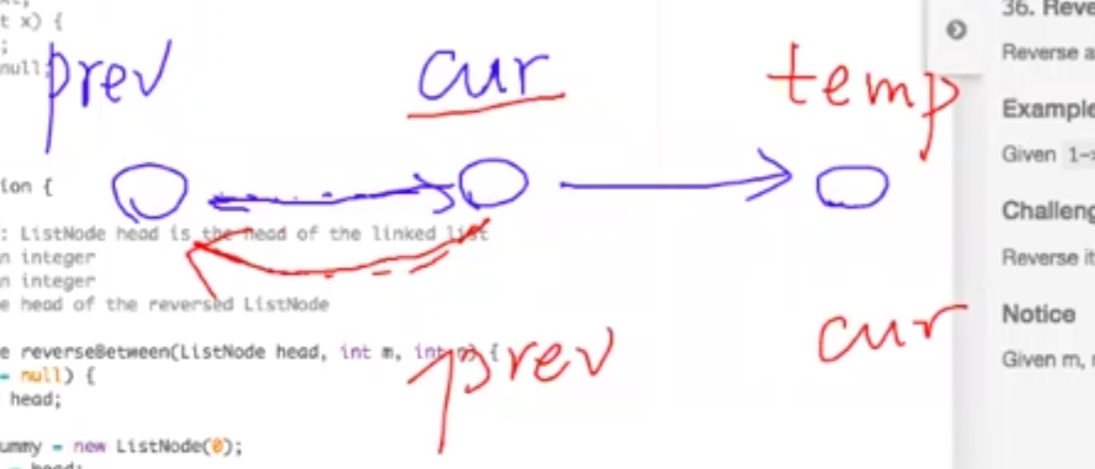 t x) {
;
null;
prev
cur
temp
36. Reve
Reverse a
Example
Given 1->
ion {
: ListNode head is the head of the linked list
n integer
n integer
e head of the reversed ListNode
Challeng
Reverse it
Notice
Given m,
cur
prev
e reverseBetween(ListNode head, int m, int n) {
= null) {
head;
ummy = new ListNode(0);
= head;